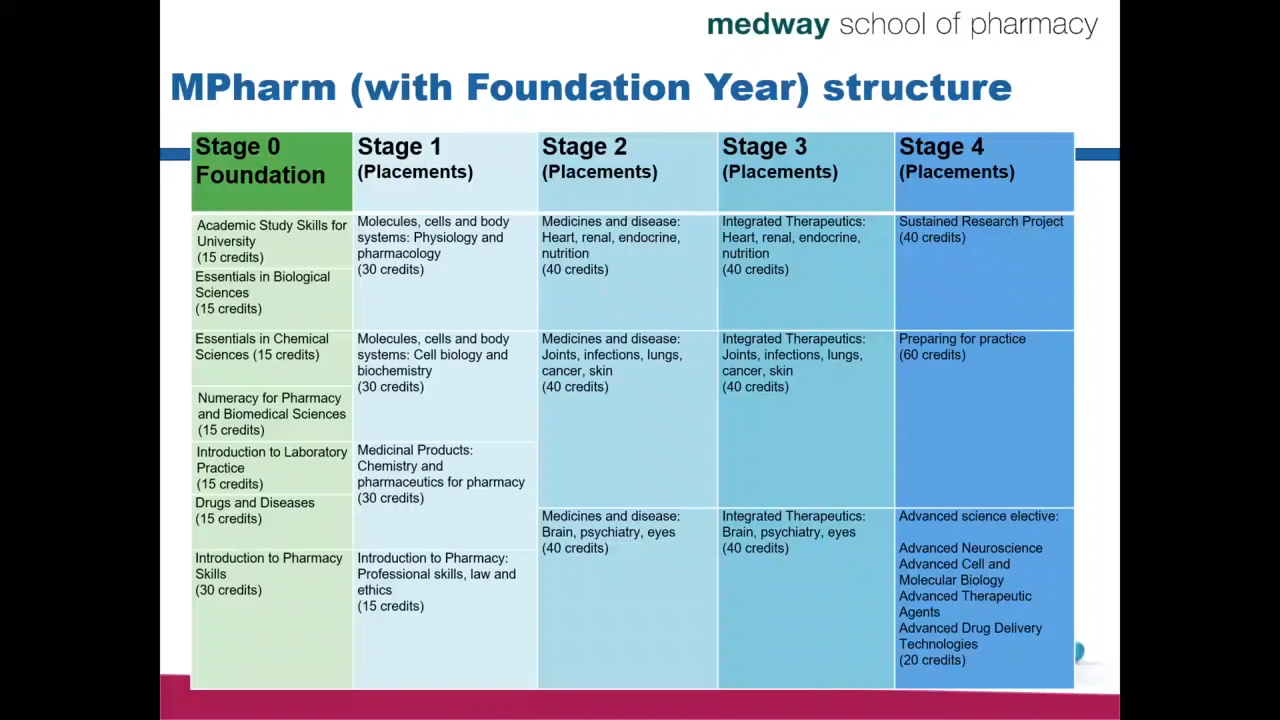 medway school of pharmacy
MPharm (with Foundation Year) structure
Stage 0
Foundation
Academic Study Skills for
University
(15 credits)
Essentials in Biological
Sciences
(15 credits)
Essentials in Chemical
Sciences (15 credits)
Numeracy for Pharmacy
and Biomedical Sciences
(15 credits)
Introduction to Laboratory
Practice
(15 credits)
Drugs and Diseases
(15 credits)
Introduction to Pharmacy
Skills
(30 credits)
Stage 1
(Placements)
Molecules, cells and body
systems: Physiology and
pharmacology
(30 credits)
Molecules, cells and body
systems: Cell biology and
biochemistry
(30 credits)
Medicinal Products:
Chemistry and
pharmaceutics for pharmacy
(30 credits)
Introduction to Pharmacy:
Professional skills, law and
ethics
(15 credits)
Stage 2
(Placements)
Medicines and disease:
Heart, renal, endocrine,
nutrition
(40 credits)
Medicines and disease:
Joints, infections, lungs,
cancer, skin
(40 credits)
Medicines and disease:
Brain, psychiatry, eyes
(40 credits)
Stage 3
(Placements)
Integrated Therapeutics:
Heart, renal, endocrine,
nutrition
(40 credits)
Integrated Therapeutics:
Joints, infections, lungs,
cancer, skin
(40 credits)
Integrated Therapeutics:
Brain, psychiatry, eyes
(40 credits)
Stage 4
(Placements)
Sustained Research Project
(40 credits)
Preparing for practice
(60 credits)
Advanced science elective:
Advanced Neuroscience
Advanced Cell and
Molecular Biology
Advanced Therapeutic
Agents
Advanced Drug Delivery
Technologies
(20 credits)